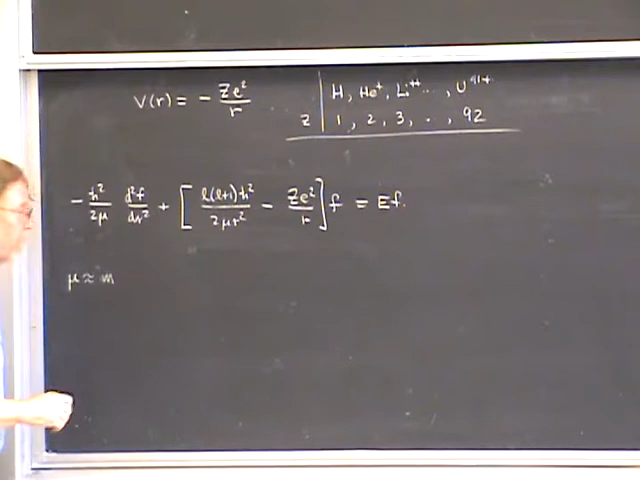 V(r) = - Ze²/r
H, He⁺, Li⁺⁺ ..., U⁹¹⁺
Z 1, 2, 3, ., 92
- ħ²/2μ d²f/dr² + [ l(l+1)ħ²/2μr² - Ze²/r ] f = Ef.
μ ≈ m